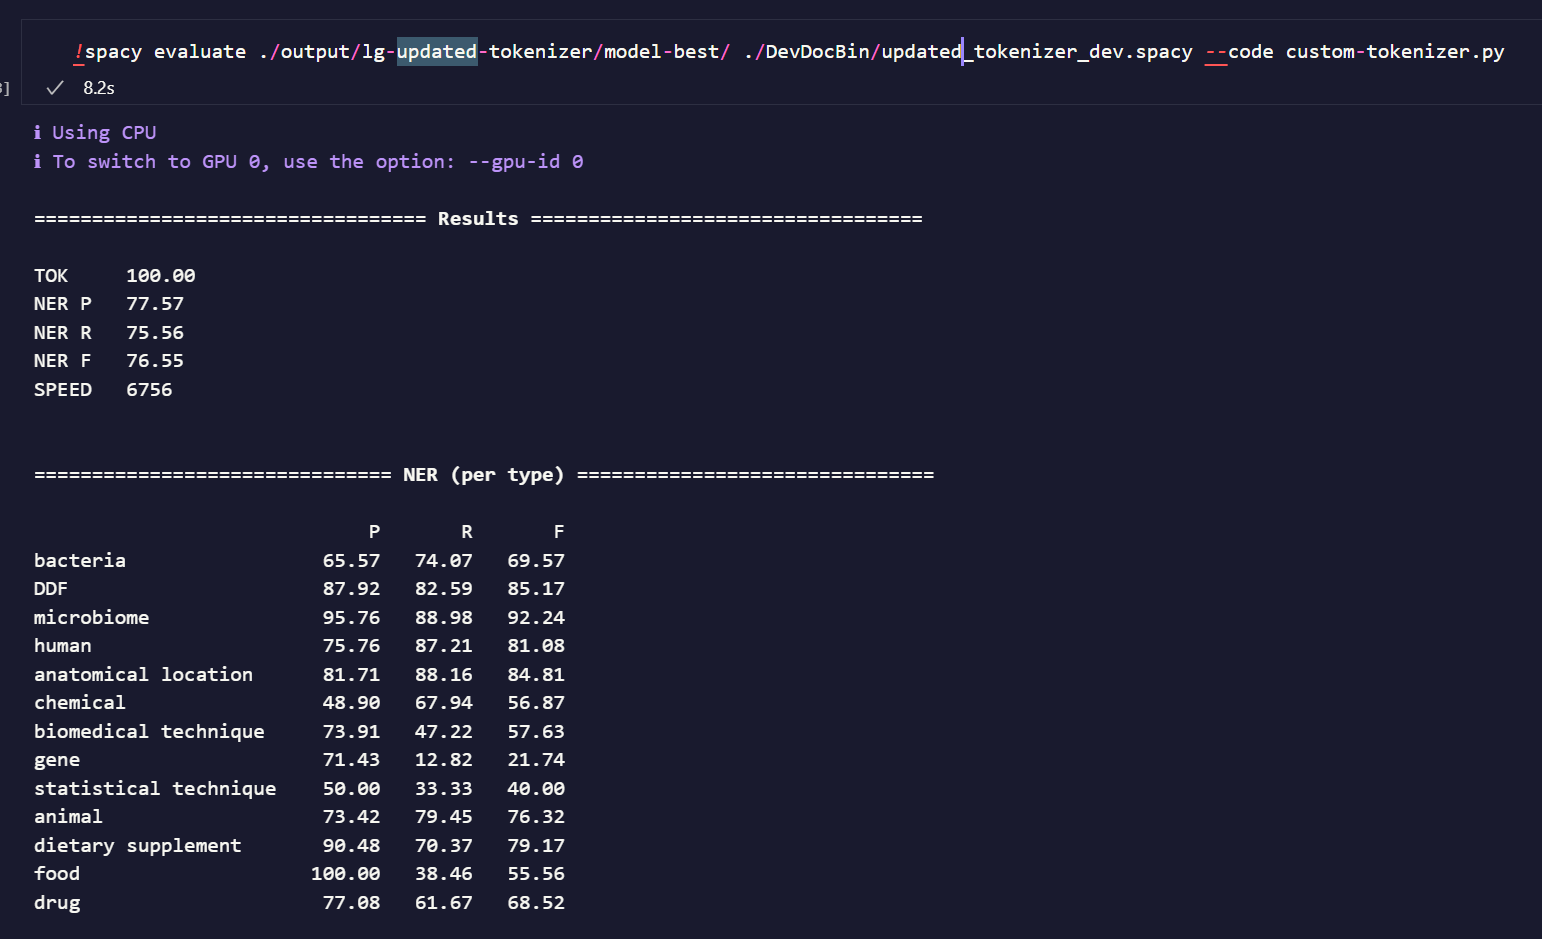 !spacy evaluate ./output/lg-updated-tokenizer/model-best/ ./DevDocBin/updated_tokenizer_dev.spacy --code custom-tokenizer.py
] ✓ 8.2s
ℹ Using CPU
ℹ To switch to GPU 0, use the option: --gpu-id 0
================================== Results ==================================
TOK 100.00
NER P 77.57
NER R 75.56
NER F 76.55
SPEED 6756
=============================== NER (per type) ===============================
P R F
bacteria 65.57 74.07 69.57
DDF 87.92 82.59 85.17
microbiome 95.76 88.98 92.24
human 75.76 87.21 81.08
anatomical location 81.71 88.16 84.81
chemical 48.90 67.94 56.87
biomedical technique 73.91 47.22 57.63
gene 71.43 12.82 21.74
statistical technique 50.00 33.33 40.00
animal 73.42 79.45 76.32
dietary supplement 90.48 70.37 79.17
food 100.00 38.46 55.56
drug 77.08 61.67 68.52